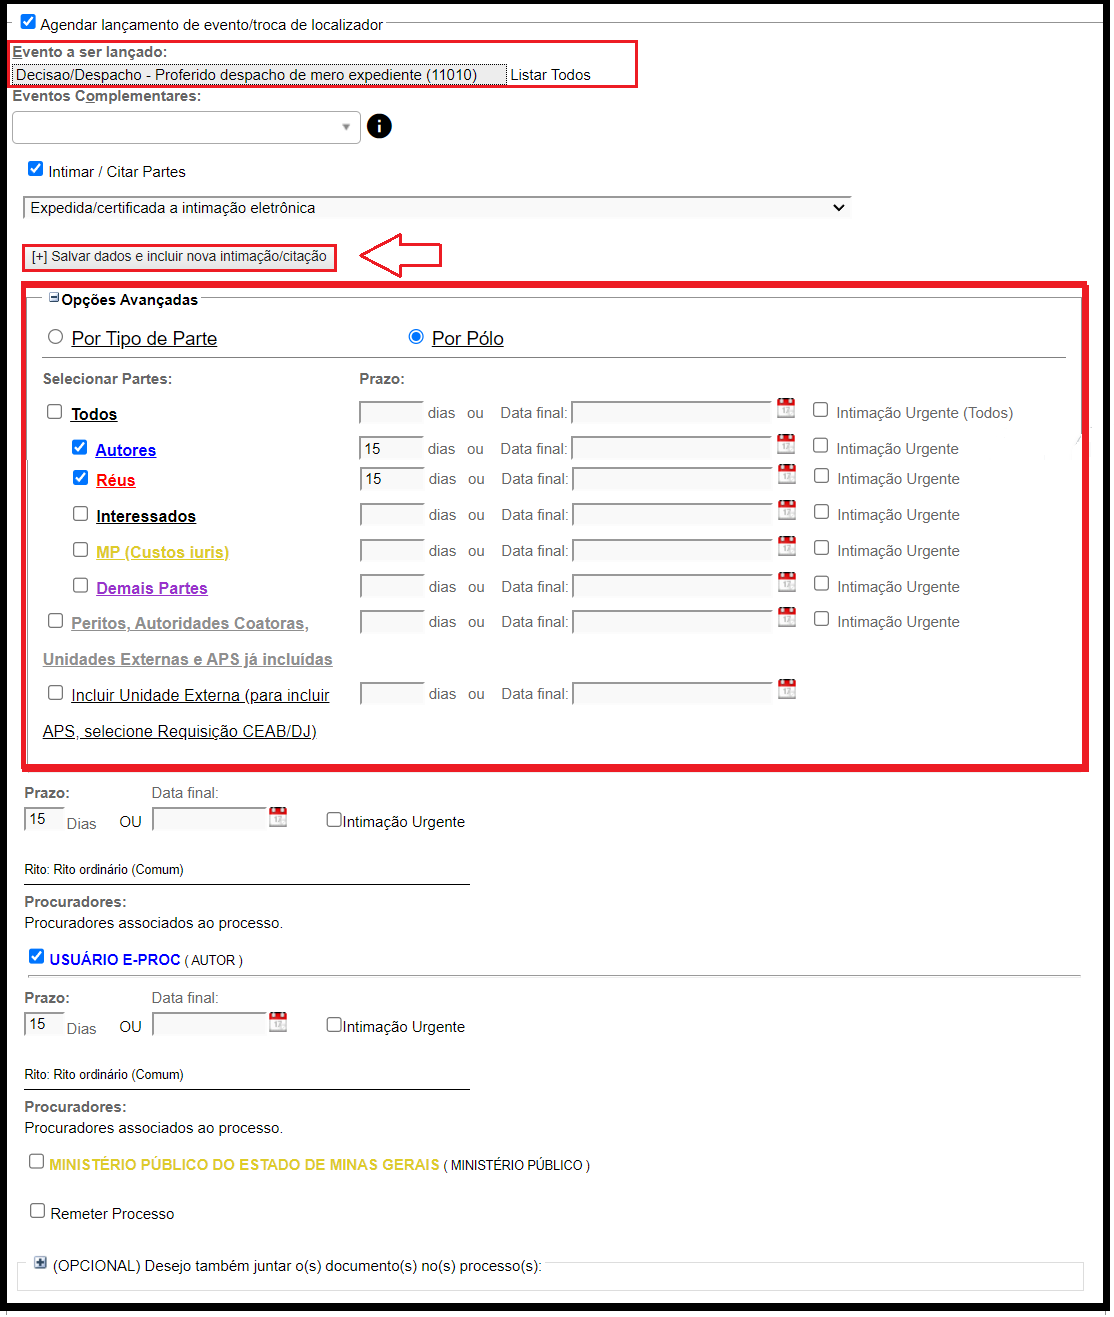 Agendar lançamento de evento/troca de localizador
Evento a ser lançado:
Decisao/Despacho - Proferido despacho de mero expediente (11010) Listar Todos
Eventos Complementares:
i
Intimar / Citar Partes
Expedida/certificada a intimação eletrônica
[+] Salvar dados e incluir nova intimação/citação
Opções Avançadas
Por Tipo de Parte Por Pólo
Selecionar Partes: Prazo:
Todos dias ou Data final: Intimação Urgente (Todos)
Autores 15 dias ou Data final: Intimação Urgente
Réus 15 dias ou Data final: Intimação Urgente
Interessados dias ou Data final: Intimação Urgente
MP (Custos iuris) dias ou Data final: Intimação Urgente
Demais Partes dias ou Data final: Intimação Urgente
Peritos, Autoridades Coatoras, dias ou Data final: Intimação Urgente
Unidades Externas e APS já incluídas
Incluir Unidade Externa (para incluir dias ou Data final:
APS, selecione Requisição CEAB/DJ)
Prazo: Data final:
15 Dias OU Intimação Urgente
Rito: Rito ordinário (Comum)
Procuradores:
Procuradores associados ao processo.
USUÁRIO E-PROC ( AUTOR )
Prazo: Data final:
15 Dias OU Intimação Urgente
Rito: Rito ordinário (Comum)
Procuradores:
Procuradores associados ao processo.
MINISTÉRIO PÚBLICO DO ESTADO DE MINAS GERAIS ( MINISTÉRIO PÚBLICO )
Remeter Processo
(OPCIONAL) Desejo também juntar o(s) documento(s) no(s) processo(s):